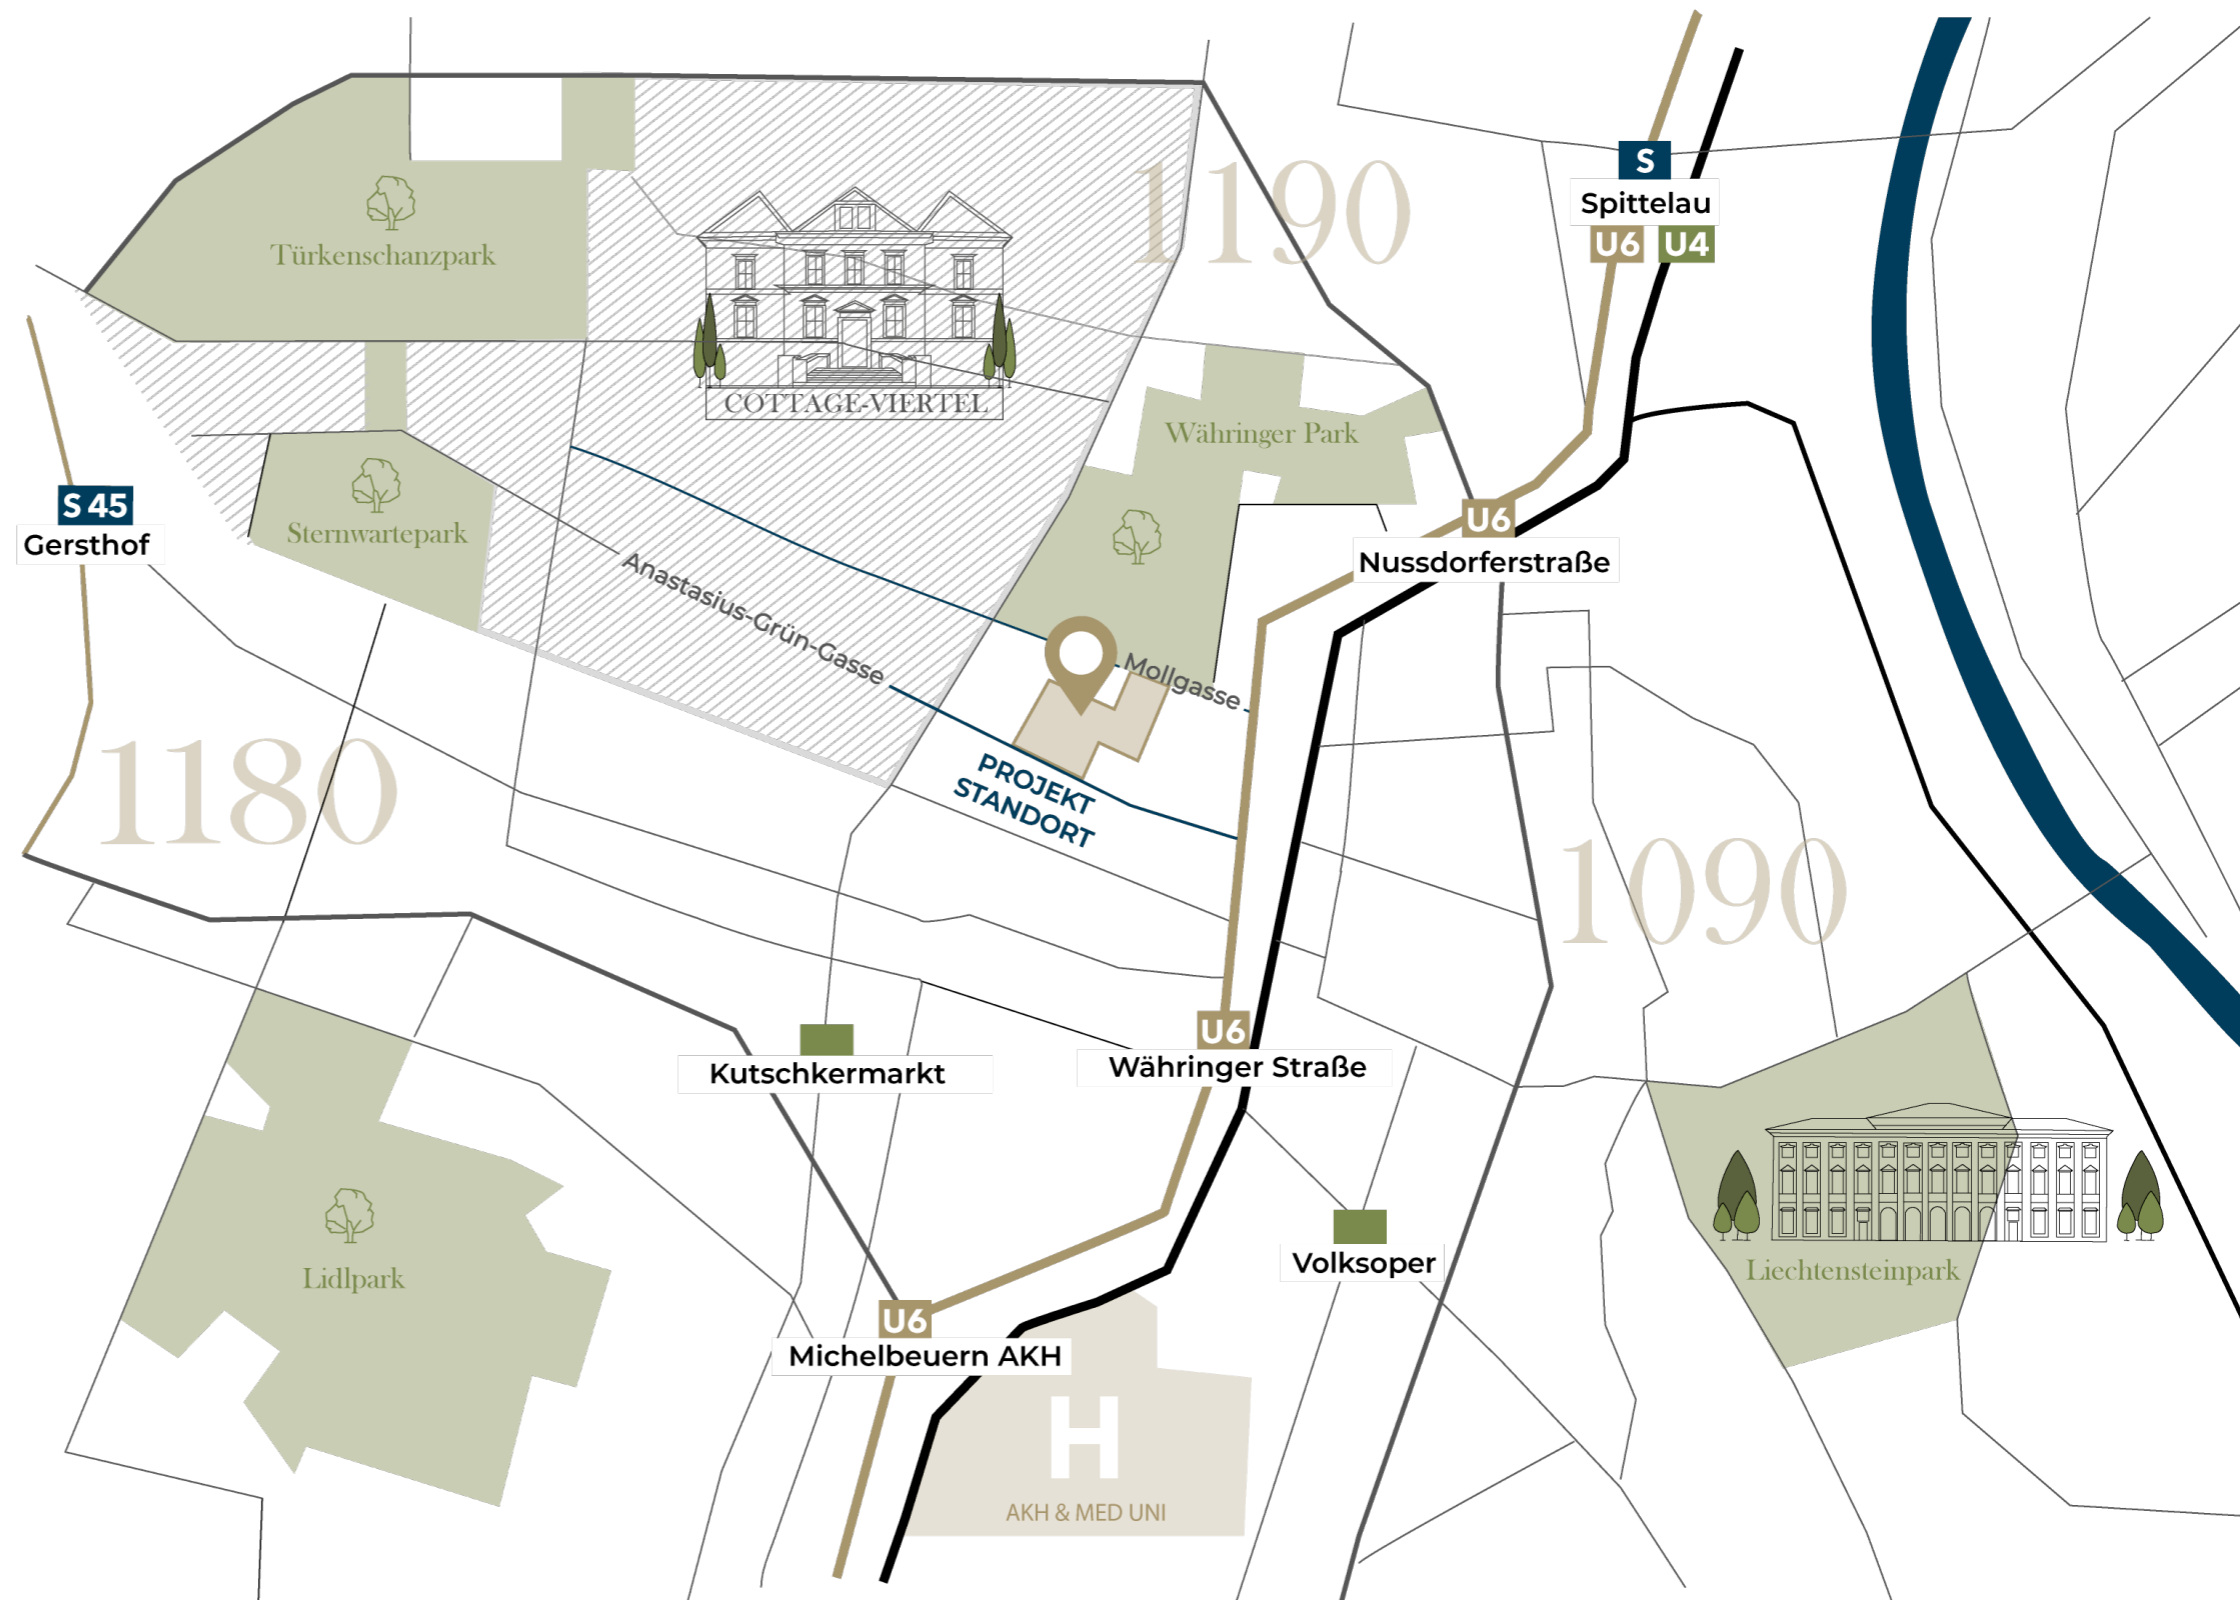 S
Spittelau
U6 U4
1190
Türkenschanzpark
COTTAGE-VIERTEL
Währinger Park
S 45
Gersthof
Sternwartepark
U6
Nussdorferstraße
Anastasius-Grün-Gasse
Mollgasse
PROJEKT
STANDORT
1180
1090
U6
Währinger Straße
Kutschkermarkt
Volksoper
Liechtensteinpark
Lidlpark
U6
Michelbeuern AKH
H
AKH & MED UNI